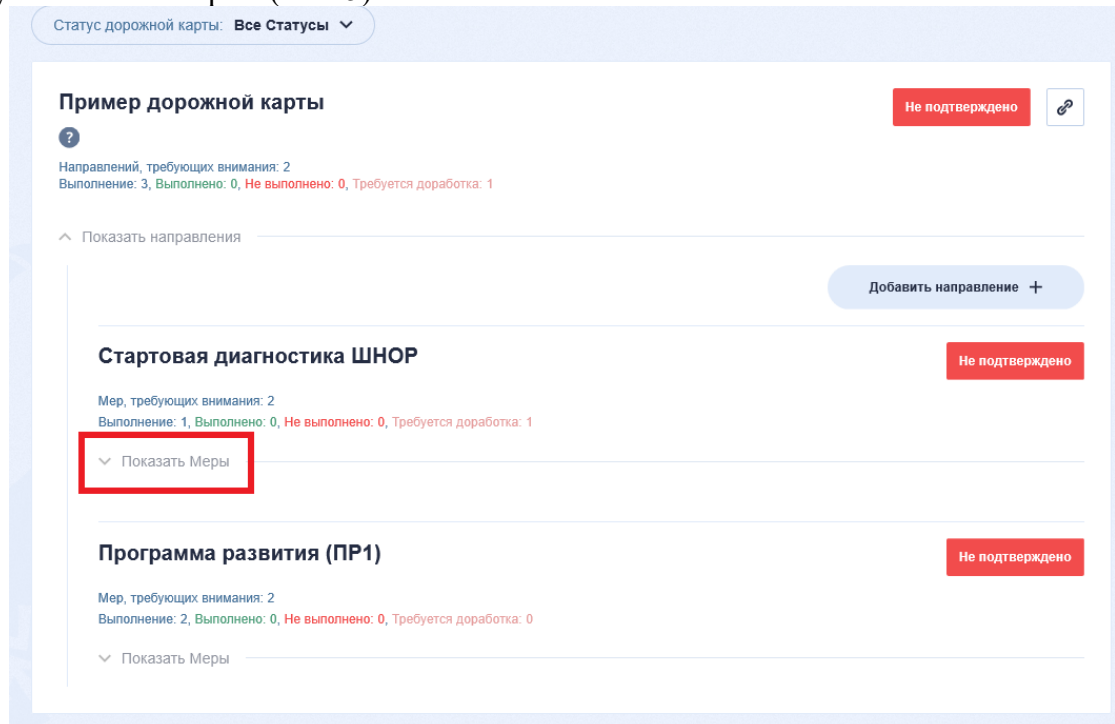 Статус дорожной карты: Все Статусы
Пример дорожной карты
Не подтверждено
?
Направлений, требующих внимания: 2
Выполнение: 3, Выполнено: 0, Не выполнено: 0, Требуется доработка: 1
Показать направления
Добавить направление +
Стартовая диагностика ШНОР
Не подтверждено
Мер, требующих внимания: 2
Выполнение: 1, Выполнено: 0, Не выполнено: 0, Требуется доработка: 1
Показать Меры
Программа развития (ПР1)
Не подтверждено
Мер, требующих внимания: 2
Выполнение: 2, Выполнено: 0, Не выполнено: 0, Требуется доработка: 0
Показать Меры